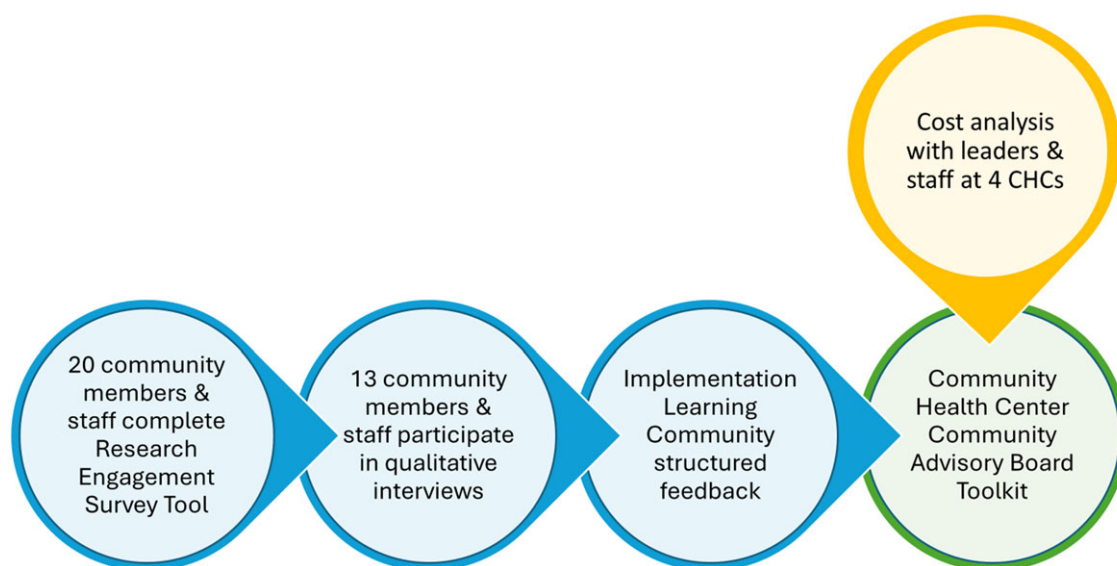 Cost analysis
with leaders &
staff at 4 CHCs
20 community
members &
staff complete
Research
Engagement
Survey Tool
13 community
members &
staff participate
in qualitative
interviews
Implementation
Learning
Community
structured
feedback
Community
Health Center
Community
Advisory Board
Toolkit